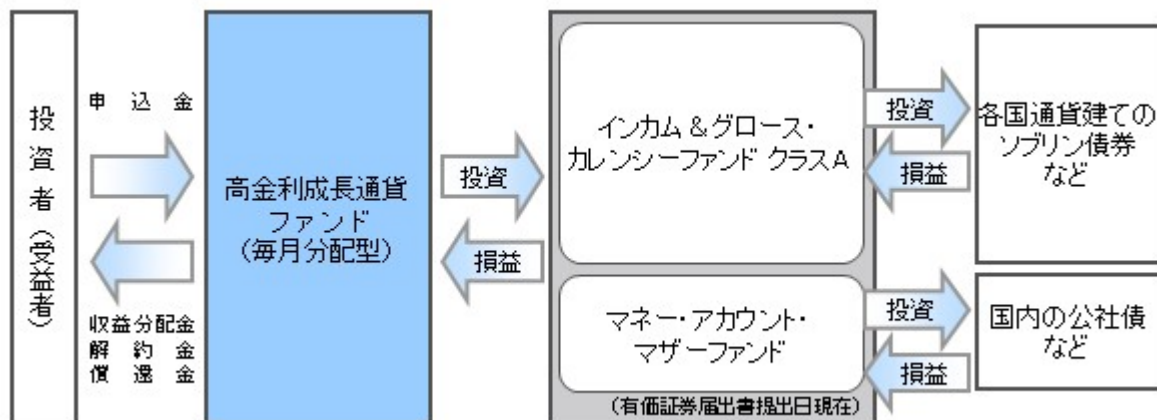 投資者（受益者）
申込金
収益分配金
解約金
償還金
高金利成長通貨
ファンド
（毎月分配型）
投資
損益
インカム＆グロース・
カレンシーファンド クラスA
マネー・アカウント・
マザーファンド
（有価証券届出書提出日現在）
投資
損益
各国通貨建ての
ソブリン債券
など
投資
損益
国内の公社債
など